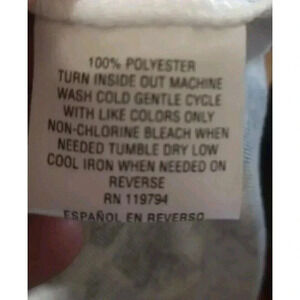 100% POLYESTER
TURN INSIDE OUT MACHINE
WASH COLD GENTLE CYCLE
WITH LIKE COLORS ONLY
NON-CHLORINE BLEACH WHEN
NEEDED TUMBLE DRY LOW
COOL IRON WHEN NEEDED ON
REVERSE
RN 119794
ESPAÑOL EN REVERSO